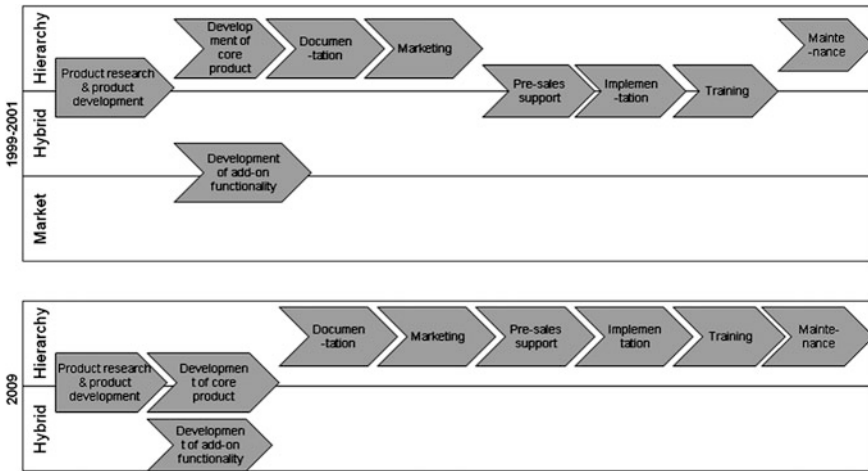 1999-2001
Hierarchy
Hybrid
Market
Product research
& product
development
Develop
ment of
core
product
Documen
-tation
Marketing
Pre-sales
support
Implemen
-tation
Training
Mainte
-nance
Development
of add-on
functionality
2009
Hierarchy
Hybrid
Product research
& product
development
Developmen
t of core
product
Developmen
t of add-on
functionality
Documen
-tation
Marketing
Pre-sales
support
Implemen
tation
Training
Mainte-
nance